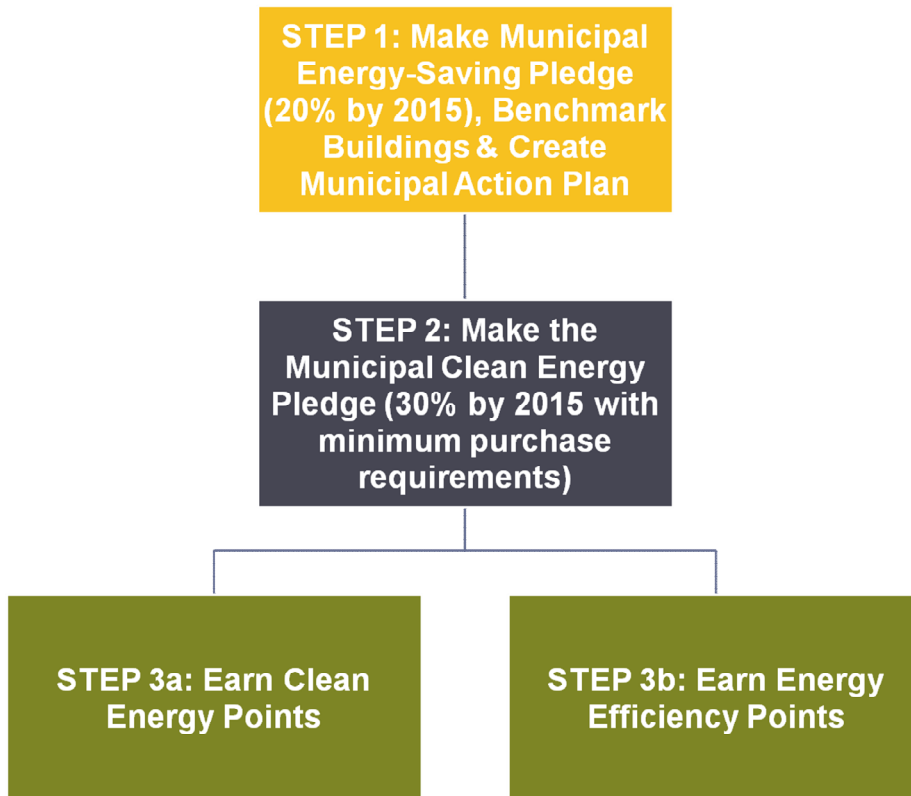 STEP 1: Make Municipal
Energy-Saving Pledge
(20% by 2015), Benchmark
Buildings & Create
Municipal Action Plan
STEP 2: Make the
Municipal Clean Energy
Pledge (30% by 2015 with
minimum purchase
requirements)
STEP 3a: Earn Clean
Energy Points
STEP 3b: Earn Energy
Efficiency Points